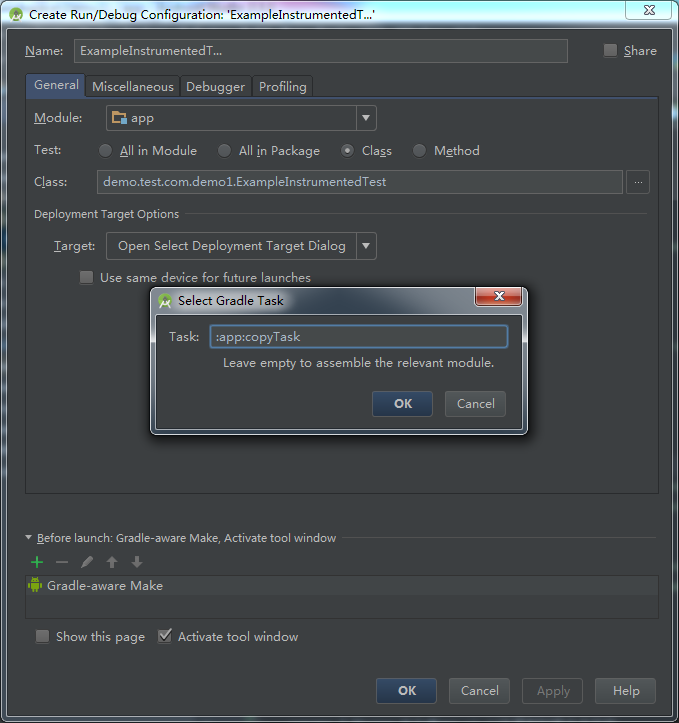 Create Run/Debug Configuration: 'ExampleInstrumentedT...'
Name: ExampleInstrumentedT... Share
General Miscellaneous Debugger Profiling
Module: app
Test: All in Module All in Package Class Method
Class: demo.test.com.demo1.ExampleInstrumentedTest ...
Deployment Target Options
Target: Open Select Deployment Target Dialog
Use same device for future launches
Select Gradle Task
Task: :app:copyTask
Leave empty to assemble the relevant module.
OK Cancel
Before launch: Gradle-aware Make, Activate tool window
Gradle-aware Make
Show this page Activate tool window
OK Cancel Apply Help